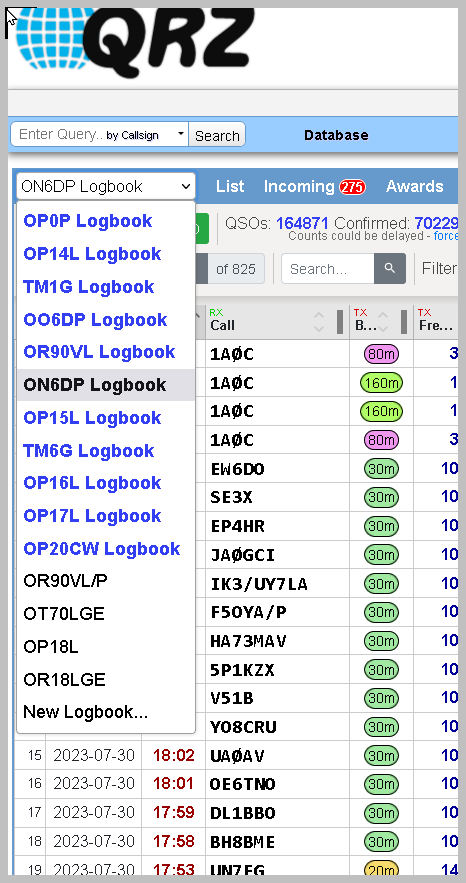 QRZ
Enter Query.. by Callsign Search Database
ON6DP Logbook List Incoming 275 Awards
OP0P Logbook
QSOs: 164871 Confirmed: 70229
Counts could be delayed - force
OP14L Logbook
of 825 Search... Filter
TM1G Logbook
OO6DP Logbook
RX TX TX
Call B... Fre...
OR90VL Logbook 1AØC 80m 3
ON6DP Logbook 1AØC 160m 1
OP15L Logbook 1AØC 160m 1
TM6G Logbook 1AØC 80m 3
EW6DO 30m 10
OP16L Logbook SE3X 30m 10
OP17L Logbook EP4HR 30m 10
OP20CW Logbook JAØGCI 30m 10
OR90VL/P IK3/UY7LA 30m 10
OT70LGE F5OYA/P 30m 10
OP18L HA73MAV 30m 10
OR18LGE 5P1KZX 30m 10
V51B 30m 10
New Logbook... YO8CRU 30m 10
15 2023-07-30 18:02 UAØAV 30m 10
16 2023-07-30 18:01 OE6TNO 30m 10
17 2023-07-30 17:59 DL1BBO 30m 10
18 2023-07-30 17:58 BH8BME 30m 10
19 2023-07-30 17:53 UN7FG 20m 14